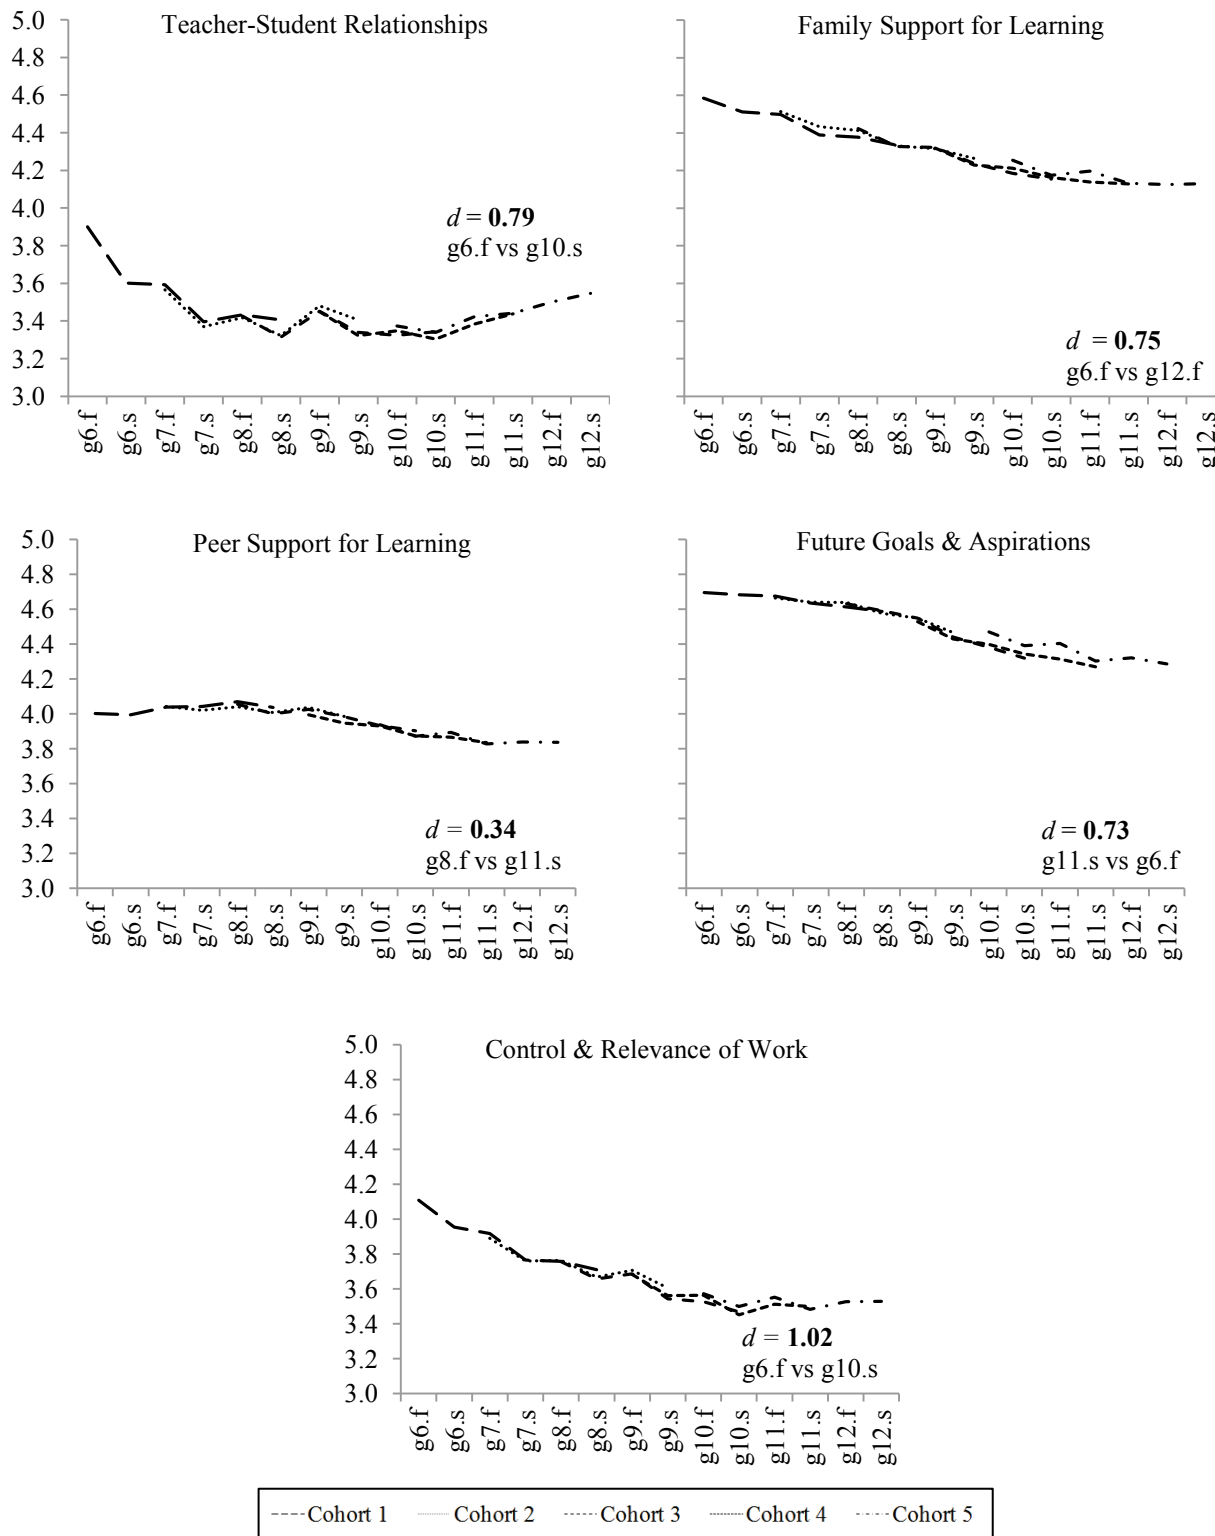 Teacher-Student Relationships
5.0
4.8
4.6
4.4
4.2
4.0
3.8
3.6
3.4
3.2
3.0
d = 0.79
g6.f vs g10.s
g6.f
g6.s
g7.f
g7.s
g8.f
g8.s
g9.f
g9.s
g10.f
g10.s
g11.f
g11.s
g12.f
g12.s
Family Support for Learning
d = 0.75
g6.f vs g12.f
g6.f
g6.s
g7.f
g7.s
g8.f
g8.s
g9.f
g9.s
g10.f
g10.s
g11.f
g11.s
g12.f
g12.s
Peer Support for Learning
5.0
4.8
4.6
4.4
4.2
4.0
3.8
3.6
3.4
3.2
3.0
d = 0.34
g8.f vs g11.s
g6.f
g6.s
g7.f
g7.s
g8.f
g8.s
g9.f
g9.s
g10.f
g10.s
g11.f
g11.s
g12.f
g12.s
Future Goals & Aspirations
d = 0.73
g11.s vs g6.f
g6.f
g6.s
g7.f
g7.s
g8.f
g8.s
g9.f
g9.s
g10.f
g10.s
g11.f
g11.s
g12.f
g12.s
Control & Relevance of Work
5.0
4.8
4.6
4.4
4.2
4.0
3.8
3.6
3.4
3.2
3.0
d = 1.02
g6.f vs g10.s
g6.f
g6.s
g7.f
g7.s
g8.f
g8.s
g9.f
g9.s
g10.f
g10.s
g11.f
g11.s
g12.f
g12.s
Cohort 1 Cohort 2 Cohort 3 Cohort 4 Cohort 5